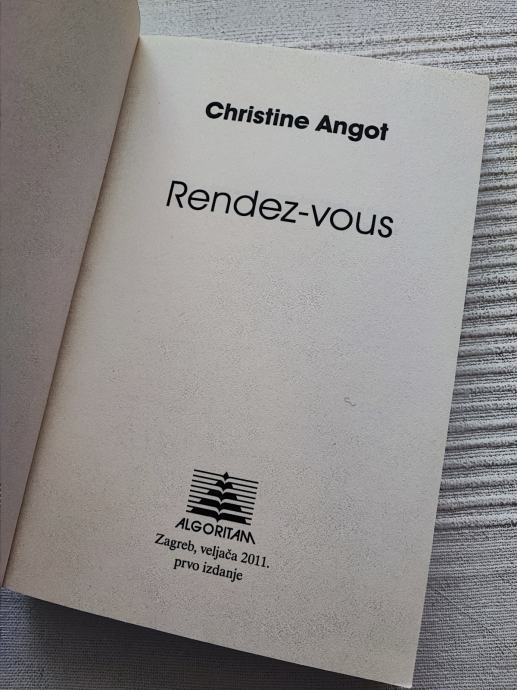 Christine Angot
Rendez-vous
ALGORITAM
Zagreb, veljača 2011.
prvo izdanje